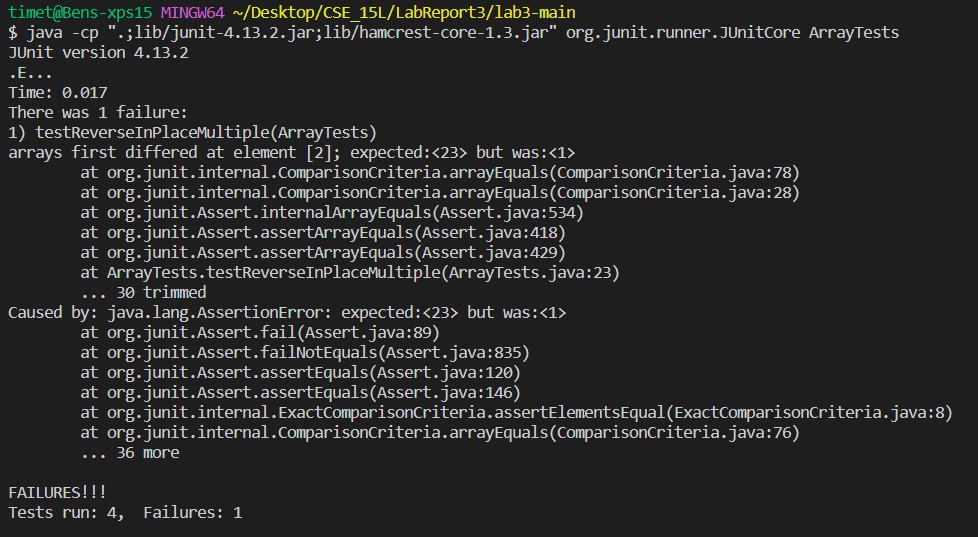 timet@Bens-xps15 MINGW64 ~/Desktop/CSE_15L/LabReport3/lab3-main
$ java -cp ".;lib/junit-4.13.2.jar;lib/hamcrest-core-1.3.jar" org.junit.runner.JUnitCore ArrayTests
JUnit version 4.13.2
.E...
Time: 0.017
There was 1 failure:
1) testReverseInPlaceMultiple(ArrayTests)
arrays first differed at element [2]; expected:<23> but was:<1>
        at org.junit.internal.ComparisonCriteria.arrayEquals(ComparisonCriteria.java:78)
        at org.junit.internal.ComparisonCriteria.arrayEquals(ComparisonCriteria.java:28)
        at org.junit.Assert.internalArrayEquals(Assert.java:534)
        at org.junit.Assert.assertArrayEquals(Assert.java:418)
        at org.junit.Assert.assertArrayEquals(Assert.java:429)
        at ArrayTests.testReverseInPlaceMultiple(ArrayTests.java:23)
        ... 30 trimmed
Caused by: java.lang.AssertionError: expected:<23> but was:<1>
        at org.junit.Assert.fail(Assert.java:89)
        at org.junit.Assert.failNotEquals(Assert.java:835)
        at org.junit.Assert.assertEquals(Assert.java:120)
        at org.junit.Assert.assertEquals(Assert.java:146)
        at org.junit.internal.ExactComparisonCriteria.assertElementsEqual(ExactComparisonCriteria.java:8)
        at org.junit.internal.ComparisonCriteria.arrayEquals(ComparisonCriteria.java:76)
        ... 36 more

FAILURES!!!
Tests run: 4,  Failures: 1